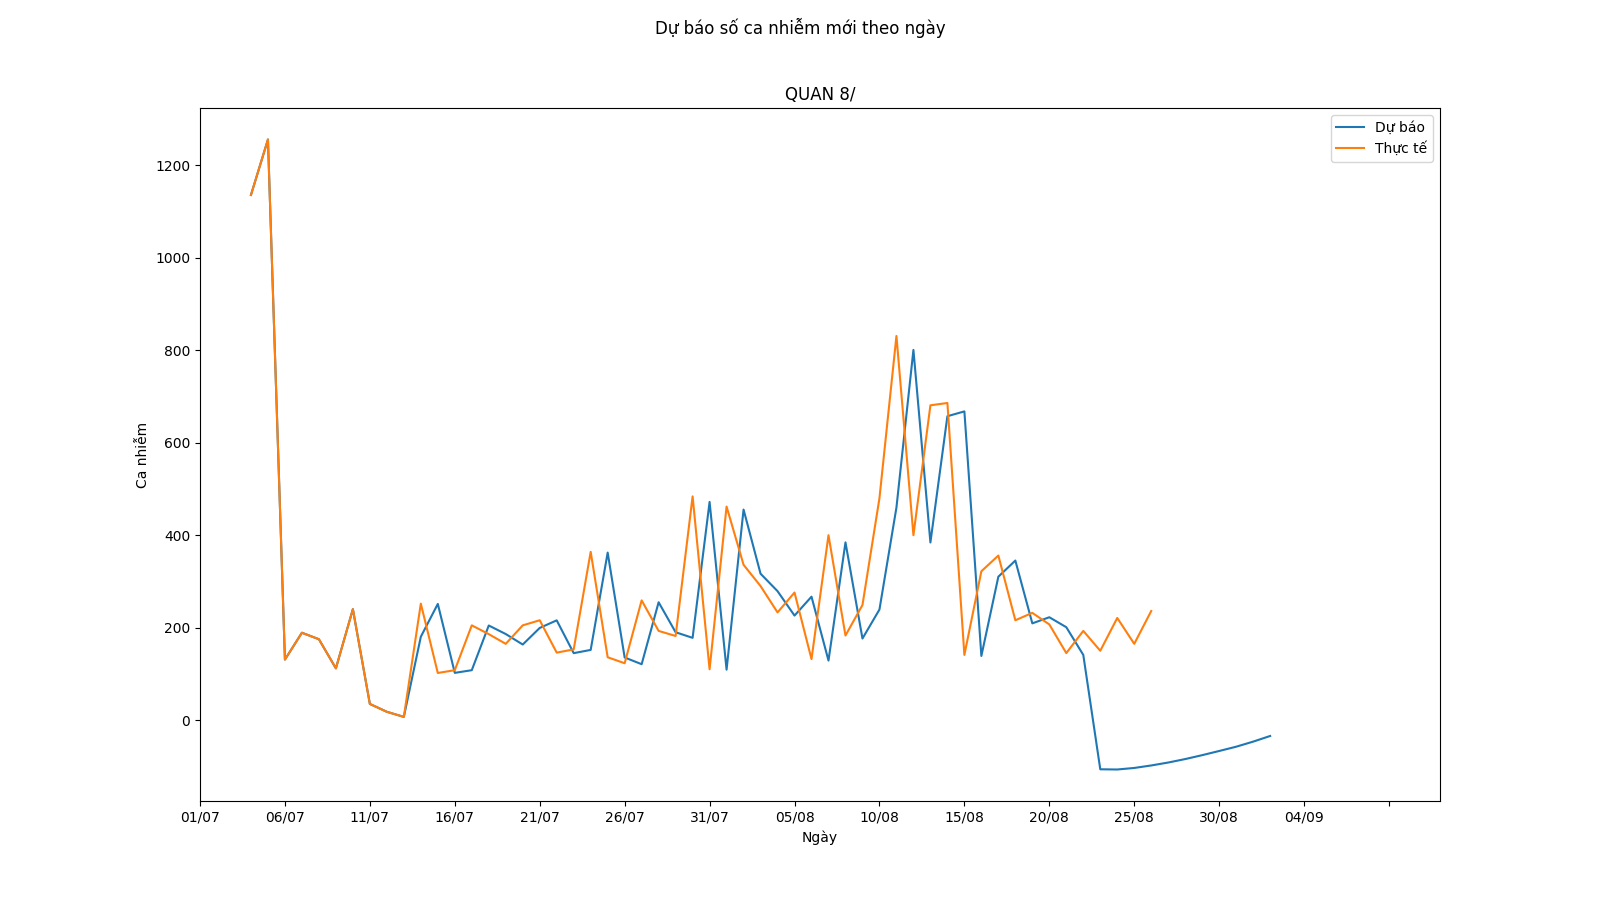 Dự báo số ca nhiễm mới theo ngày
QUAN 8/
Dự báo
Thực tế
Ca nhiễm
1200
1000
800
600
400
200
0
01/07 06/07 11/07 16/07 21/07 26/07 31/07 05/08 10/08 15/08 20/08 25/08 30/08 04/09
Ngày